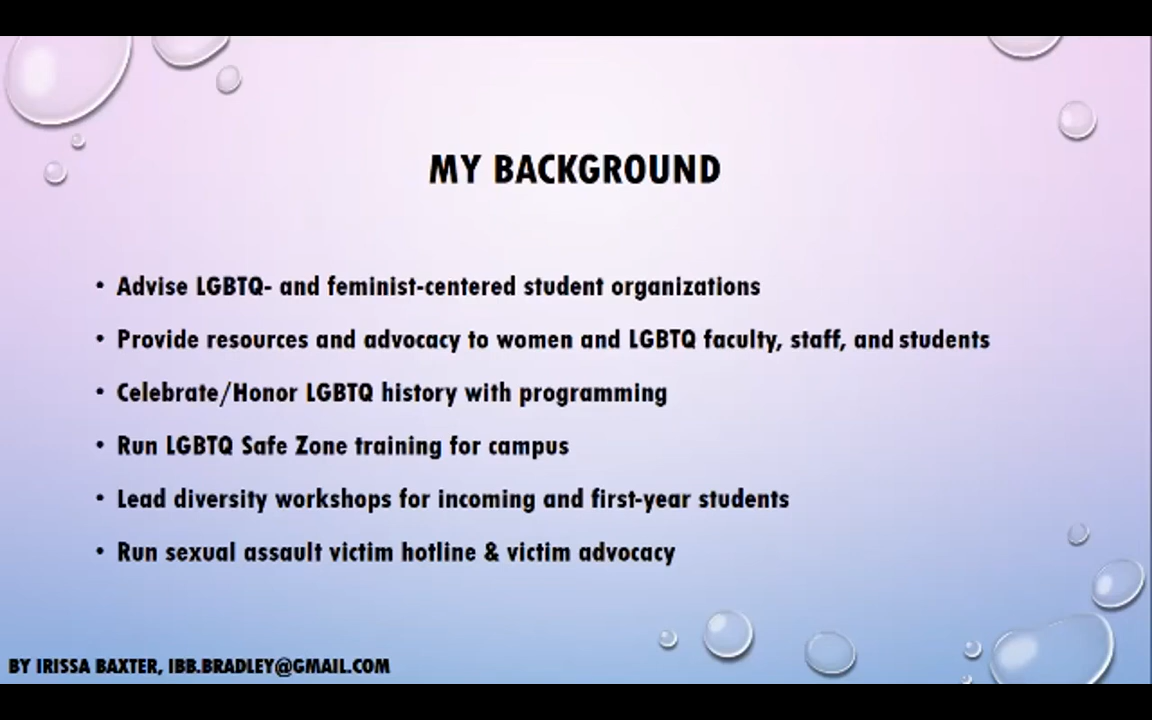 MY BACKGROUND
• Advise LGBTQ- and feminist-centered student organizations
• Provide resources and advocacy to women and LGBTQ faculty, staff, and students
• Celebrate/Honor LGBTQ history with programming
• Run LGBTQ Safe Zone training for campus
• Lead diversity workshops for incoming and first-year students
• Run sexual assault victim hotline & victim advocacy
BY IRISSA BAXTER, IBB.BRADLEY@GMAIL.COM